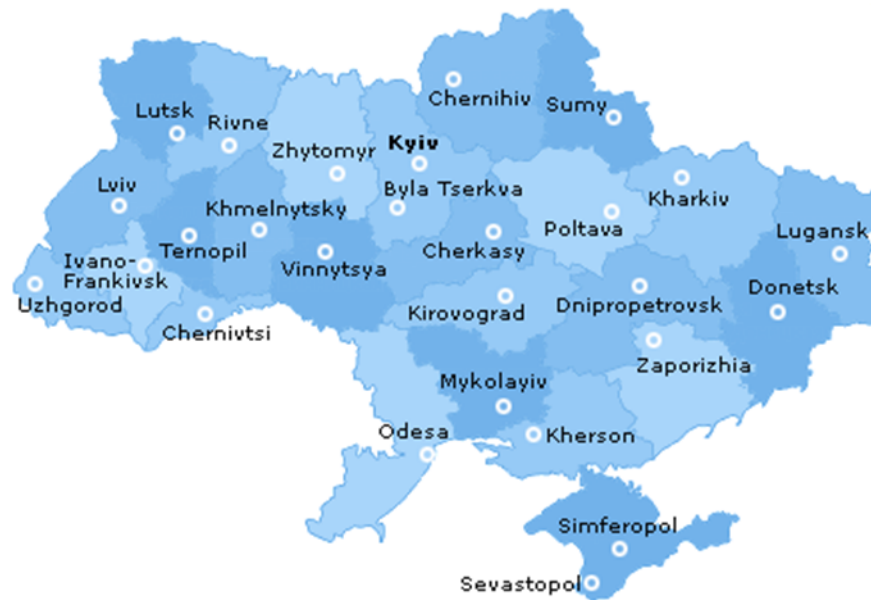 Chernihiv
Sumy
Lutsk
Rivne
Kyiv
Zhytomyr
Lviv
Byla Tserkva
Kharkiv
Khmelnytsky
Poltava
Lugansk
Ternopil
Cherkasy
Ivano-
Frankivsk
Vinnytsya
Donetsk
Uzhgorod
Kirovograd
Dnipropetrovsk
Chernivtsi
Zaporizhia
Mykolayiv
Odesa
Kherson
Simferopol
Sevastopol